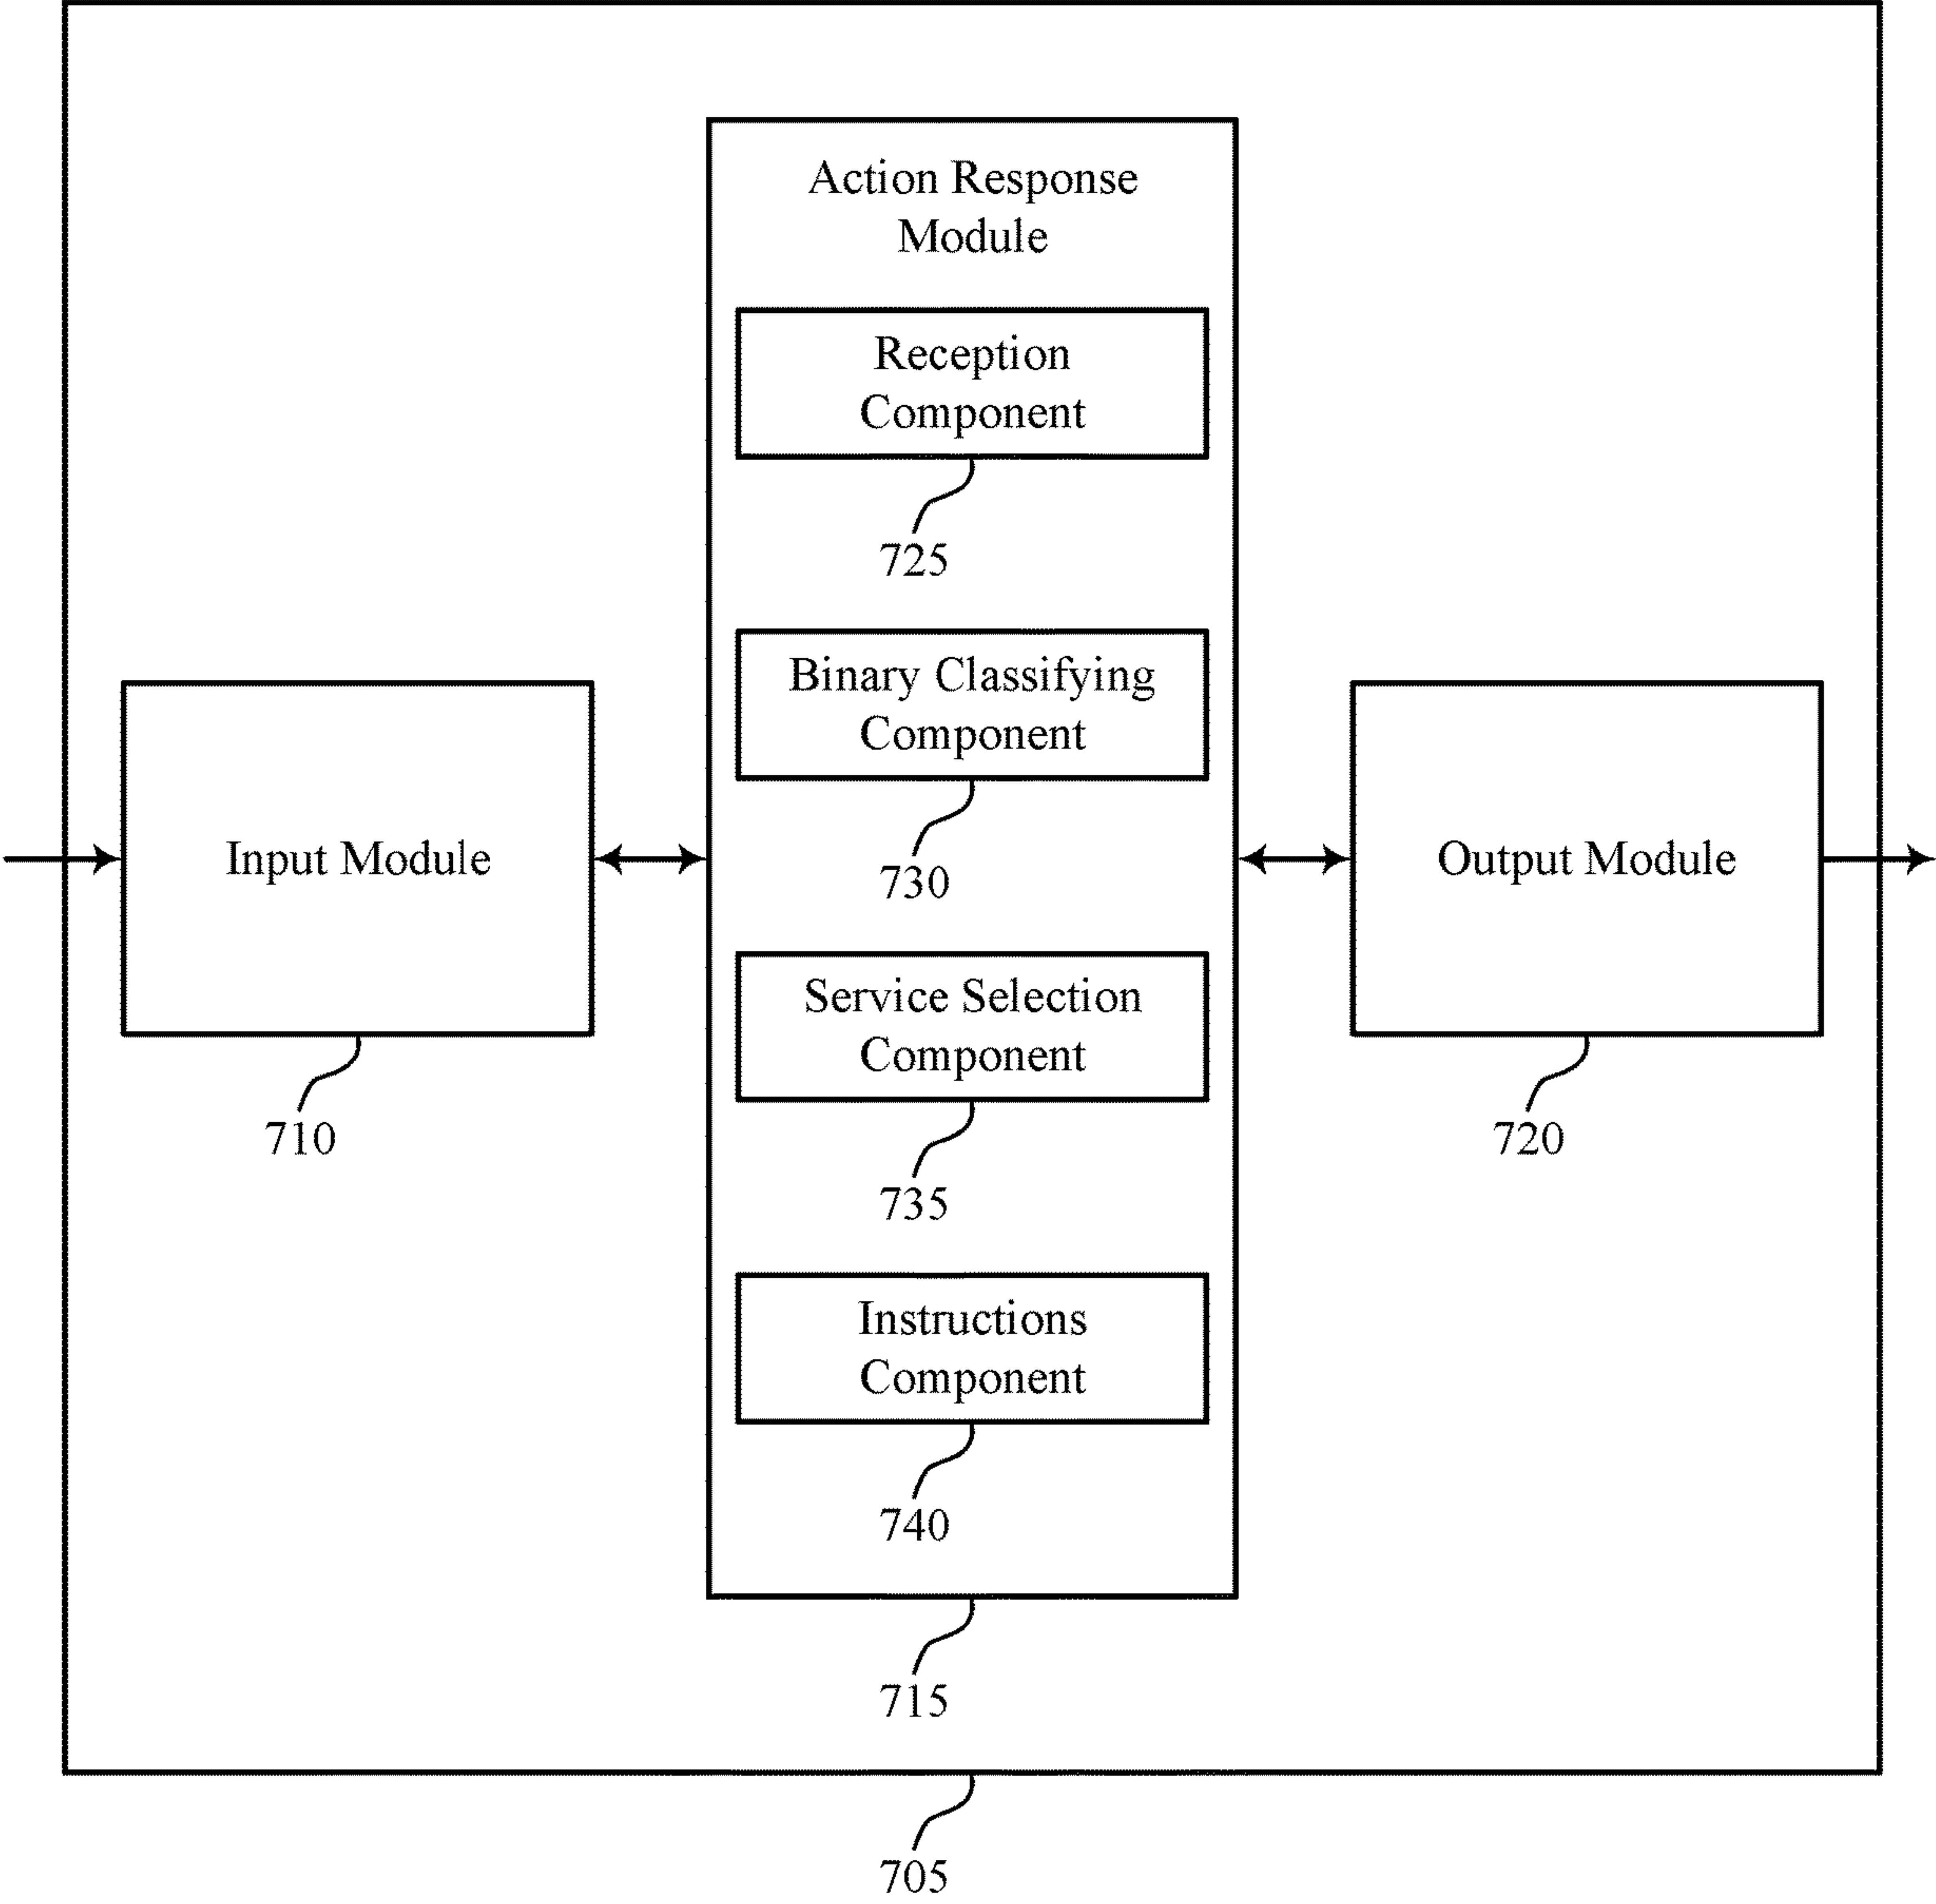 Action Response
Module
Reception
Component
725
Binary Classifying
Component
730
Input Module
710
Output Module
720
Service Selection
Component
735
Instructions
Component
740
715
705